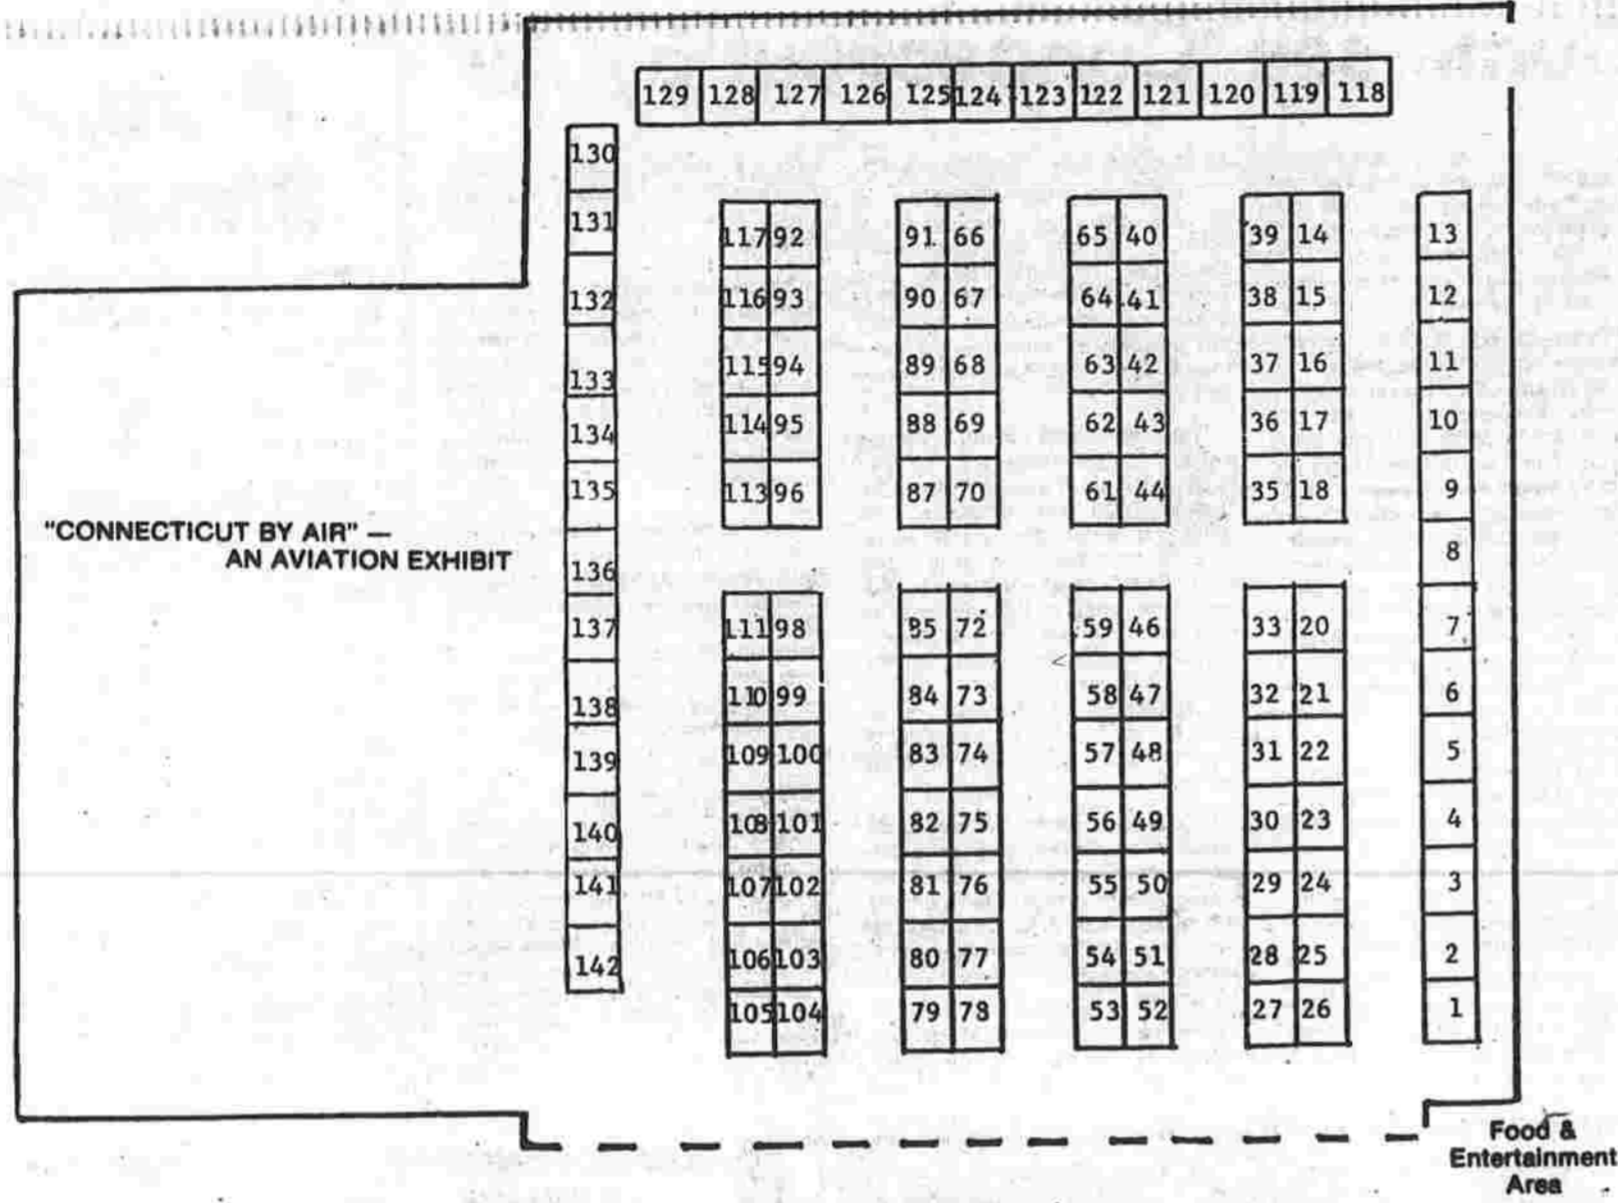 129 128 127 126 125 124 123 122 121 120 119 118
130
131
117 92 91 66 65 40 39 14 13
132 116 93 90 67 64 41 38 15 12
133 115 94 89 68 63 42 37 16 11
134 114 95 88 69 62 43 36 17 10
135 113 96 87 70 61 44 35 18 9
"CONNECTICUT BY AIR" —
AN AVIATION EXHIBIT
8
136
137 111 98 85 72 59 46 33 20 7
138 110 99 84 73 58 47 32 21 6
139 109 100 83 74 57 48 31 22 5
140 108 101 82 75 56 49 30 23 4
141 107 102 81 76 55 50 29 24 3
142 106 103 80 77 54 51 28 25 2
105 104 79 78 53 52 27 26 1
Food &
Entertainment
Area